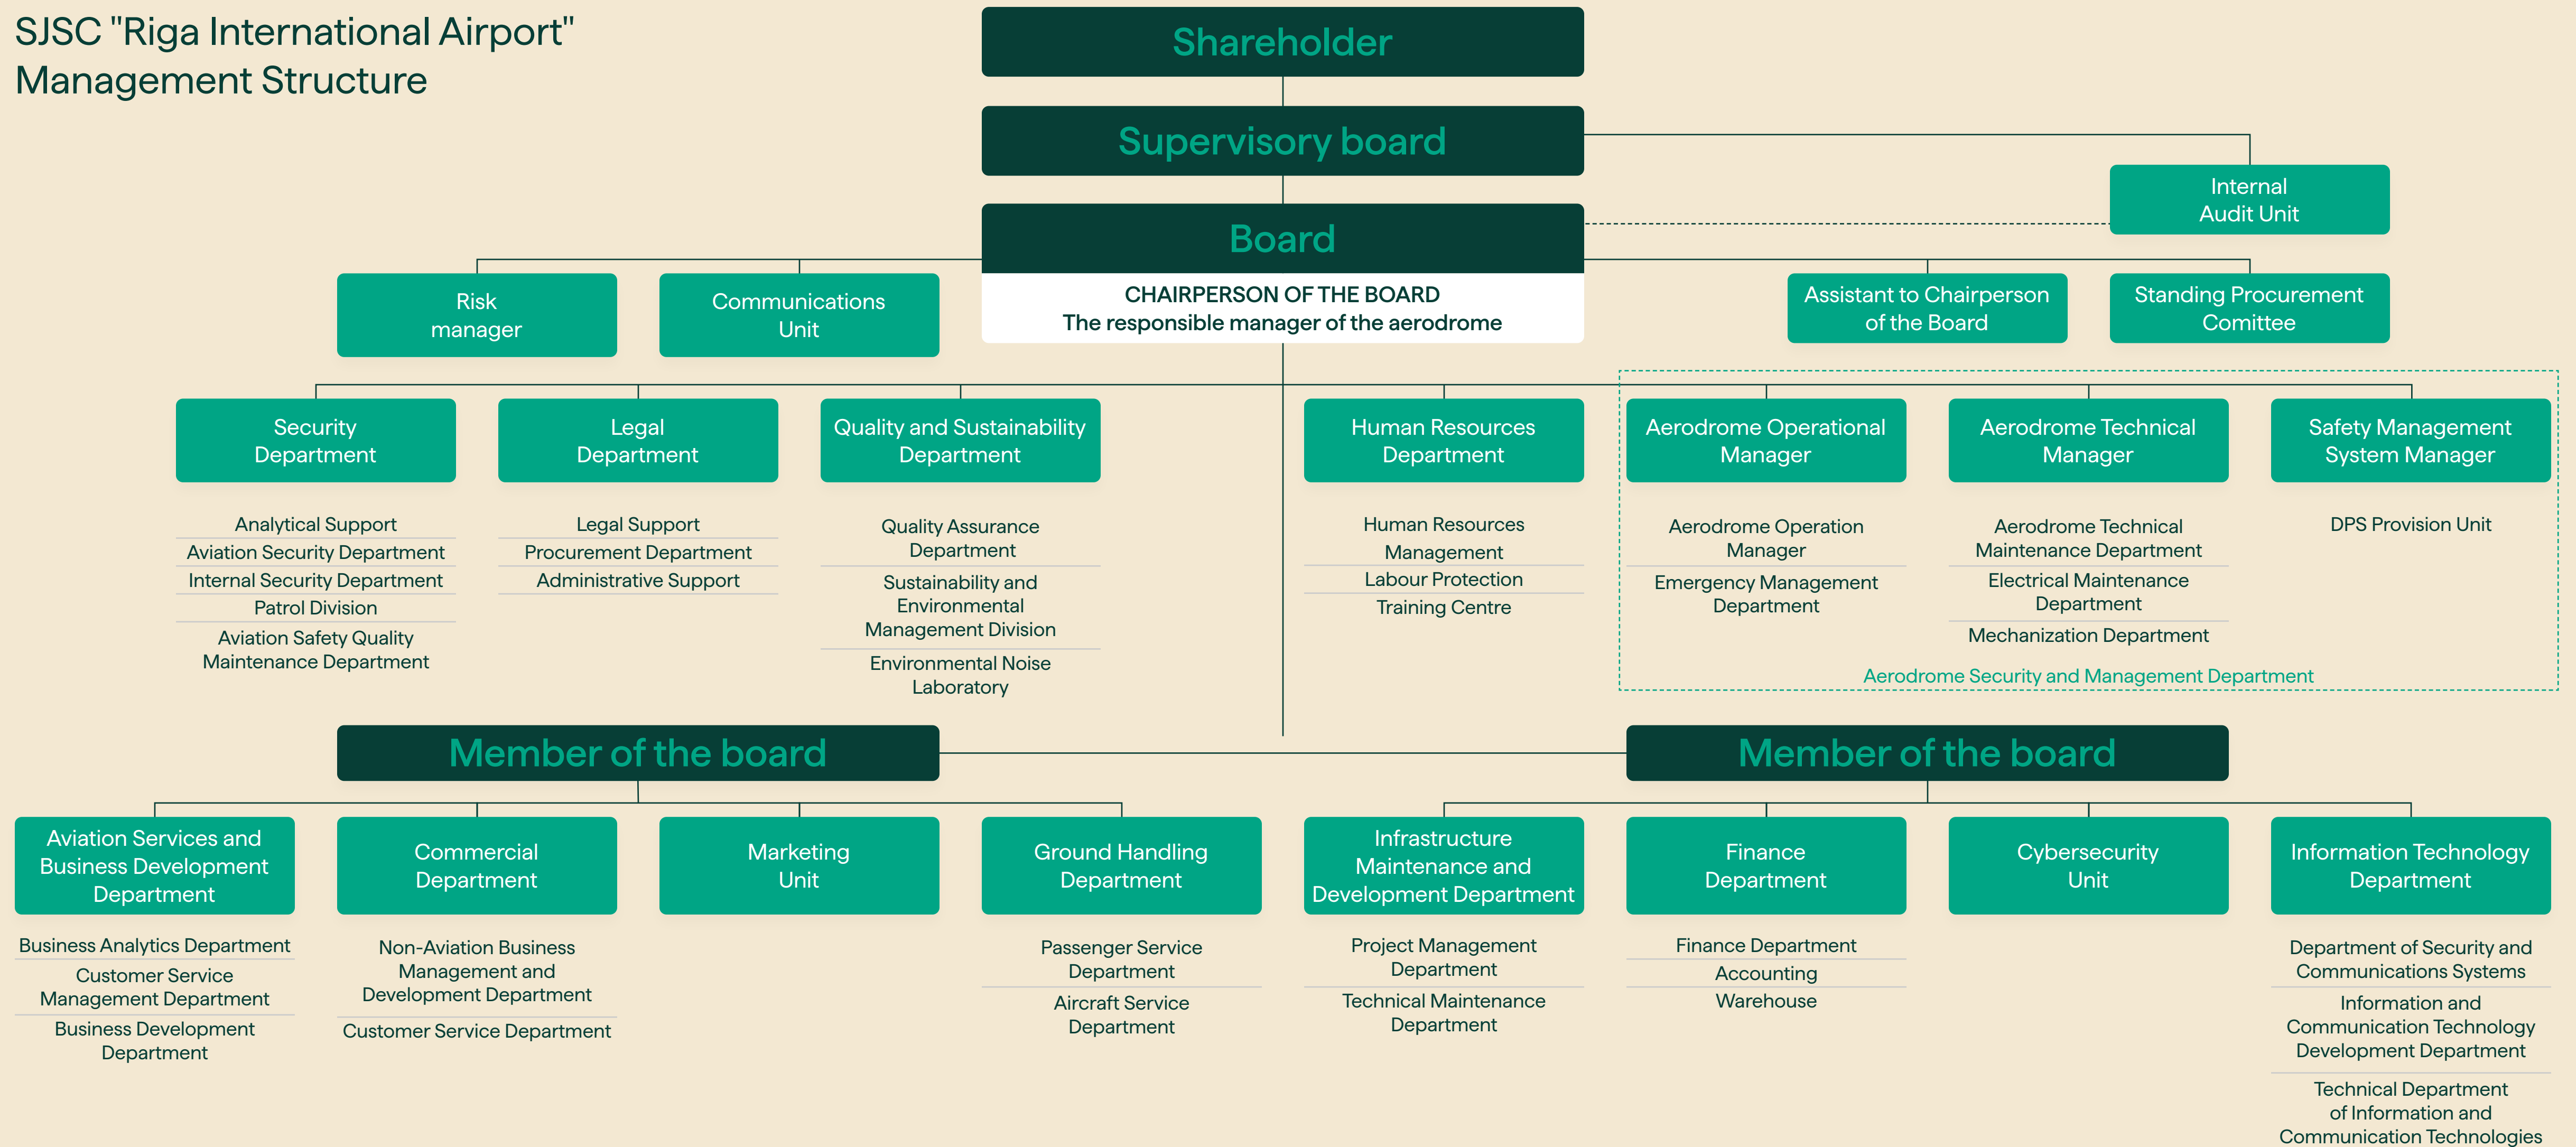 SJSC "Riga International Airport"
Management Structure
Shareholder
Supervisory board
Internal
Audit Unit
Board
CHAIRPERSON OF THE BOARD
The responsible manager of the aerodrome
Risk
manager
Communications
Unit
Assistant to Chairperson
of the Board
Standing Procurement
Comittee
Security
Department
Analytical Support
Aviation Security Department
Internal Security Department
Patrol Division
Aviation Safety Quality
Maintenance Department
Legal
Department
Legal Support
Procurement Department
Administrative Support
Quality and Sustainability
Department
Quality Assurance
Department
Sustainability and
Environmental
Management Division
Environmental Noise
Laboratory
Human Resources
Department
Human Resources
Management
Labour Protection
Training Centre
Aerodrome Operational
Manager
Aerodrome Operation
Manager
Emergency Management
Department
Aerodrome Technical
Manager
Aerodrome Technical
Maintenance Department
Electrical Maintenance
Department
Mechanization Department
Safety Management
System Manager
DPS Provision Unit
Aerodrome Security and Management Department
Member of the board
Aviation Services and
Business Development
Department
Business Analytics Department
Customer Service
Management Department
Business Development
Department
Commercial
Department
Non-Aviation Business
Management and
Development Department
Customer Service Department
Marketing
Unit
Ground Handling
Department
Passenger Service
Department
Aircraft Service
Department
Member of the board
Infrastructure
Maintenance and
Development Department
Project Management
Department
Technical Maintenance
Department
Finance
Department
Finance Department
Accounting
Warehouse
Cybersecurity
Unit
Information Technology
Department
Department of Security and
Communications Systems
Information and
Communication Technology
Development Department
Technical Department
of Information and
Communication Technologies